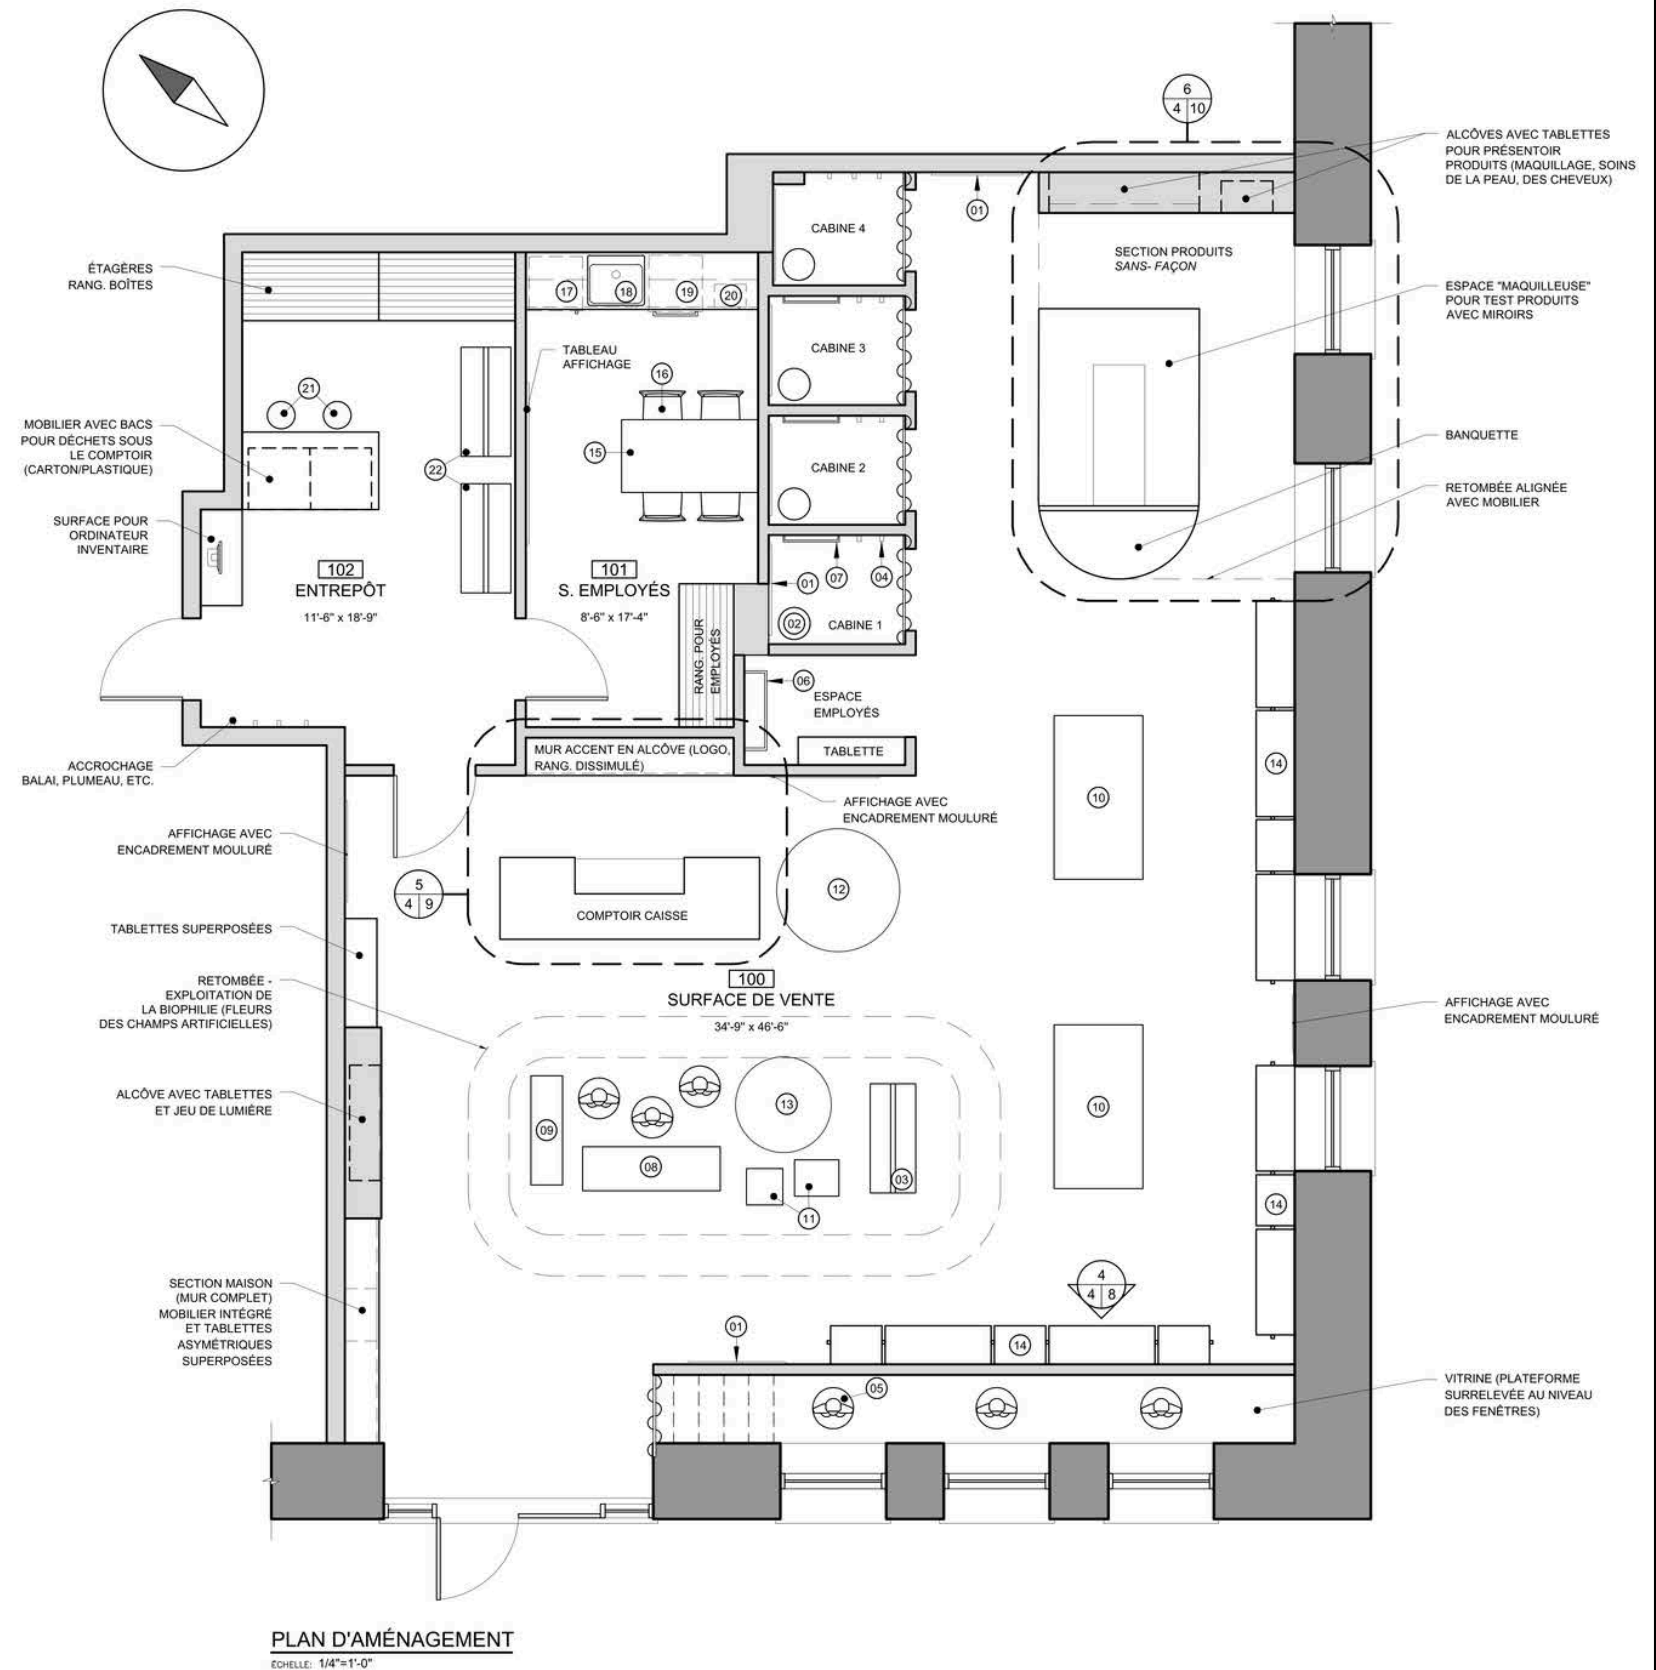 6
4 10
ALCÔVES AVEC TABLETTES
POUR PRÉSENTOIR
PRODUITS (MAQUILLAGE, SOINS
DE LA PEAU, DES CHEVEUX)
01
CABINE 4
SECTION PRODUITS
SANS- FAÇON
ÉTAGÈRES
RANG. BOÎTES
17
18
19
20
ESPACE "MAQUILLEUSE"
POUR TEST PRODUITS
AVEC MIROIRS
CABINE 3
TABLEAU
AFFICHAGE
16
21
MOBILIER AVEC BACS
POUR DÉCHETS SOUS
LE COMPTOIR
(CARTON/PLASTIQUE)
22
15
CABINE 2
BANQUETTE
RETOMBÉE ALIGNÉE
AVEC MOBILIER
SURFACE POUR
ORDINATEUR
INVENTAIRE
102
ENTREPÔT
11'-6" x 18'-9"
101
S. EMPLOYÉS
8'-6" x 17'-4"
01
07
04
02
CABINE 1
RANG. POUR
EMPLOYÉS
06
ESPACE
EMPLOYÉS
TABLETTE
MUR ACCENT EN ALCÔVE (LOGO,
RANG. DISSIMULÉ)
ACCROCHAGE
BALAI, PLUMEAU, ETC.
14
10
AFFICHAGE AVEC
ENCADREMENT MOULURÉ
AFFICHAGE AVEC
ENCADREMENT MOULURÉ
5
4 9
12
COMPTOIR CAISSE
TABLETTES SUPERPOSÉES
100
SURFACE DE VENTE
34'-9" x 46'-6"
RETOMBÉE -
EXPLOITATION DE
LA BIOPHILIE (FLEURS
DES CHAMPS ARTIFICIELLES)
AFFICHAGE AVEC
ENCADREMENT MOULURÉ
ALCÔVE AVEC TABLETTES
ET JEU DE LUMIÈRE
13
10
09
08
03
11
14
SECTION MAISON
(MUR COMPLET)
MOBILIER INTÉGRÉ
ET TABLETTES
ASYMÉTRIQUES
SUPERPOSÉES
4
4 8
01
14
05
VITRINE (PLATEFORME
SURRELEVÉE AU NIVEAU
DES FENÊTRES)
PLAN D'AMÉNAGEMENT
ÉCHELLE: 1/4"=1'-0"